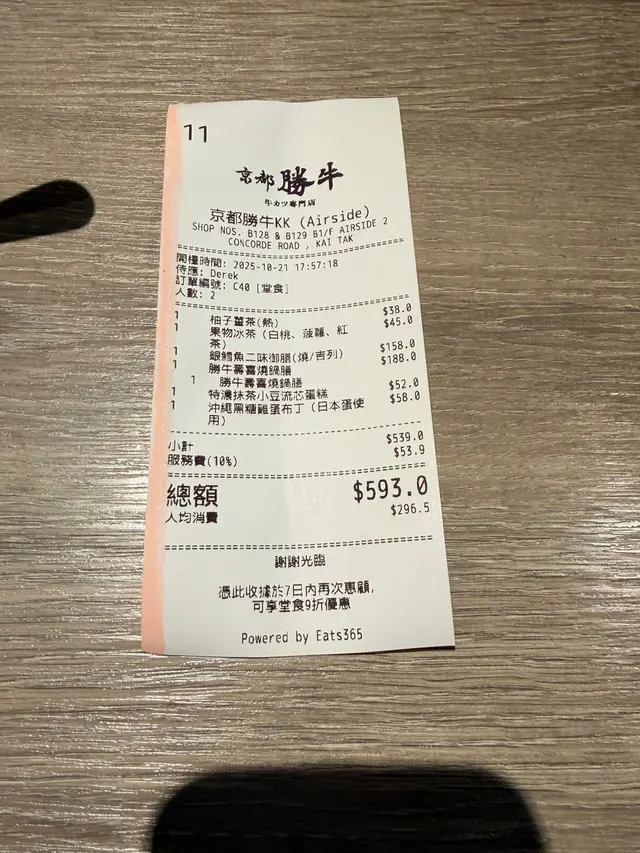 11
京都勝牛
牛カツ專門店
京都勝牛KK (Airside)
SHOP NOS. B128 & B129 B1/F AIRSIDE 2
CONCORDE ROAD , KAI TAK
開檯時間: 2025-10-21 17:57:18
侍應: Derek
訂單編號: C40 [堂食]
人數: 2
1 柚子薑茶(熱) $38.0
1 果物冰茶 (白桃、菠蘿、紅 $45.0
茶)
1 銀鱈魚二味御膳(燒/吉列) $158.0
1 勝牛壽喜燒鍋膳 $188.0
1 勝牛壽喜燒鍋膳
1 特濃抹茶小豆流芯蛋糕 $52.0
1 沖繩黑糖雞蛋布丁 (日本蛋使 $58.0
用)
小計 $539.0
服務費(10%) $53.9
總額 $593.0
人均消費 $296.5
謝謝光臨
憑此收據於7日內再次惠顧,
可享堂食9折優惠
Powered by Eats365